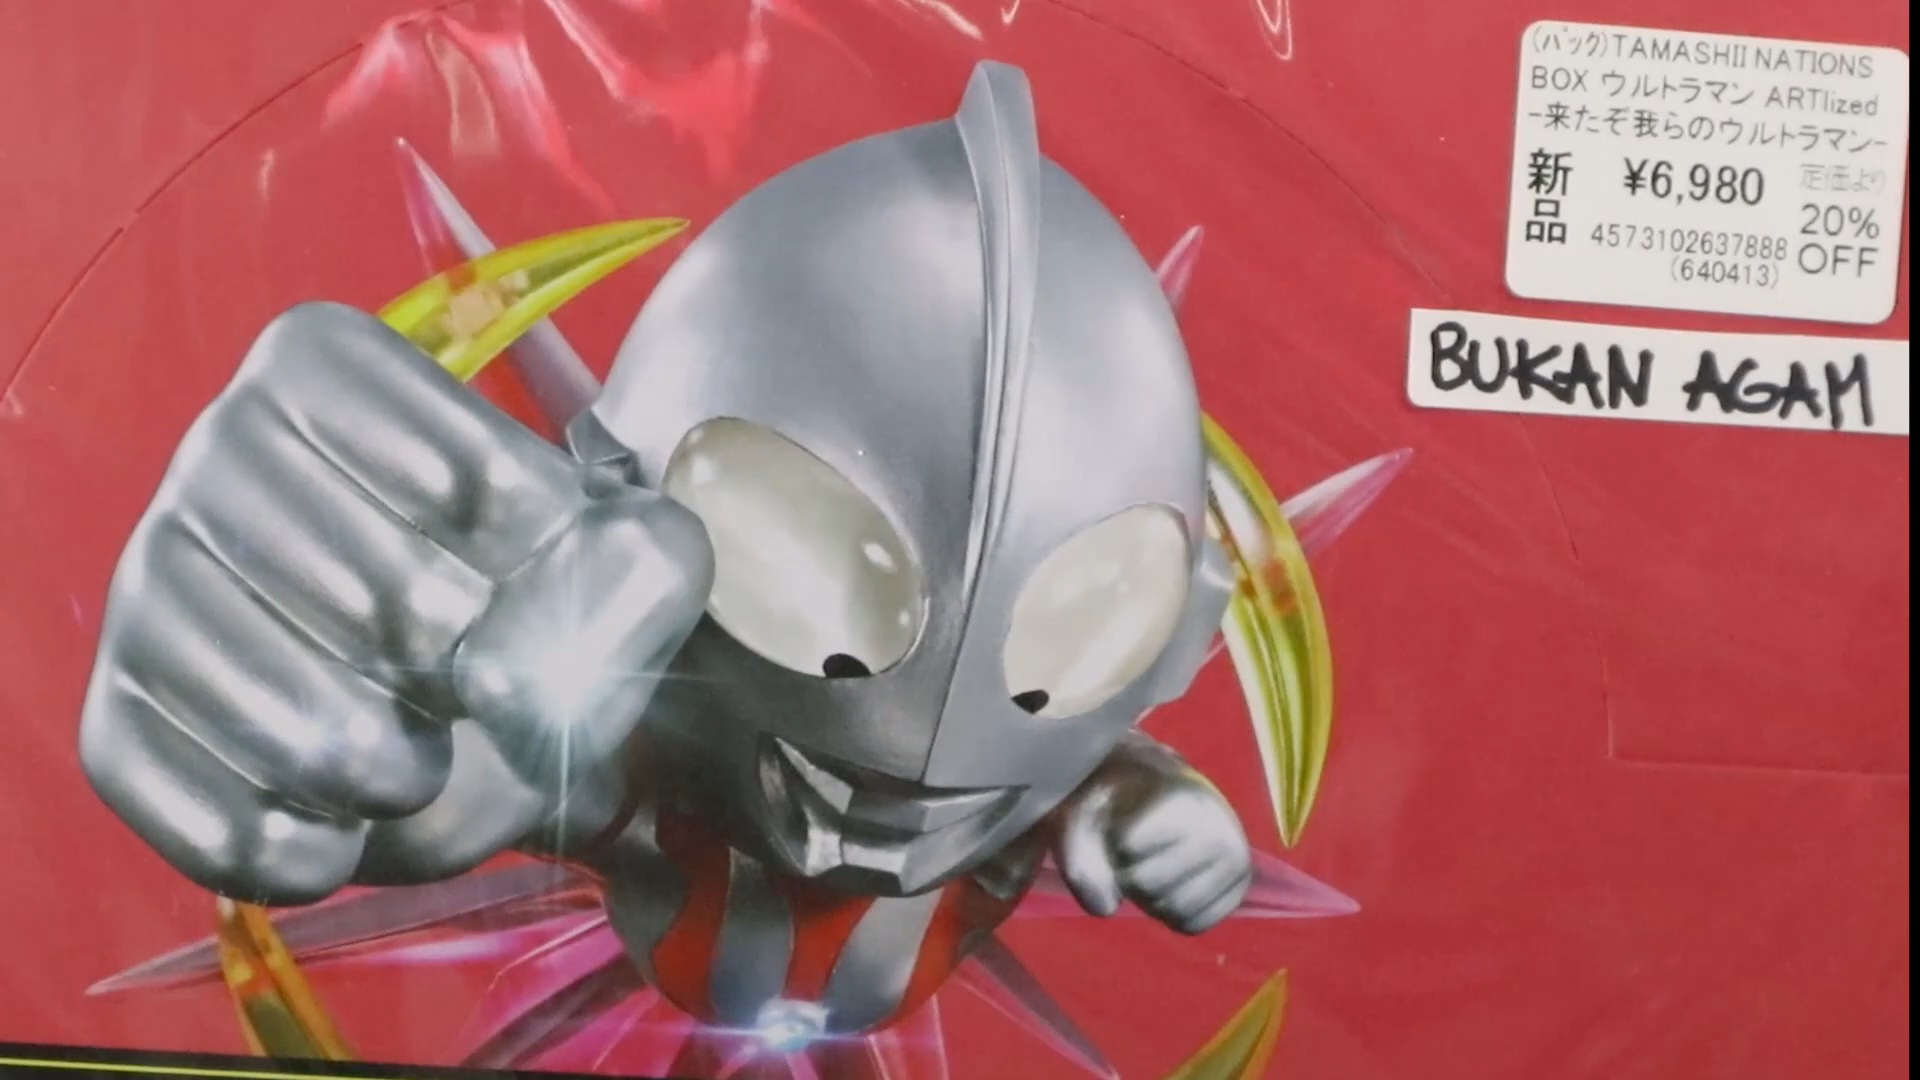 (パック)TAMASHII NATIONS
BOX ウルトラマン ARTlized
-来たぞ我らのウルトラマン-
新品 ¥6,980 定価より
20%
OFF
4573102637888
(640413)
BUKAN AGAM